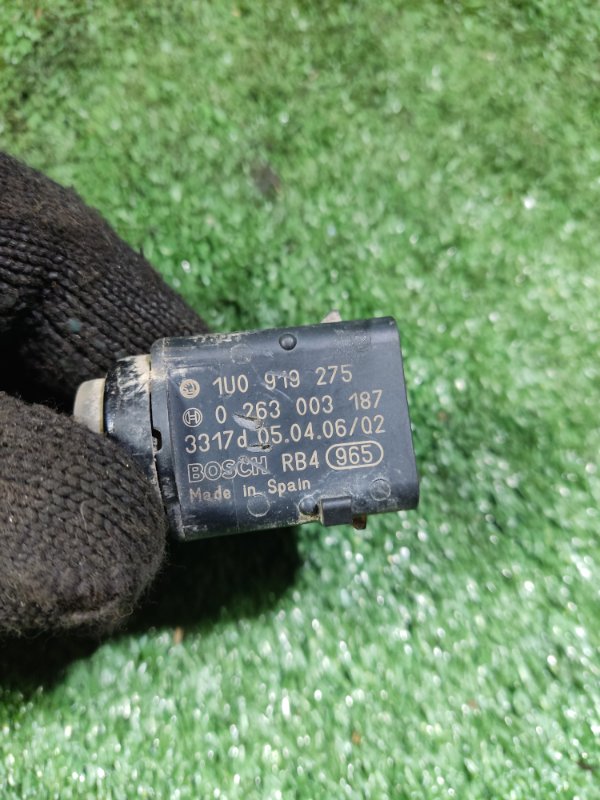 1U0 919 275
0 263 003 187
3317d 05.04.06/02
BOSCH RB4 965
Made in Spain